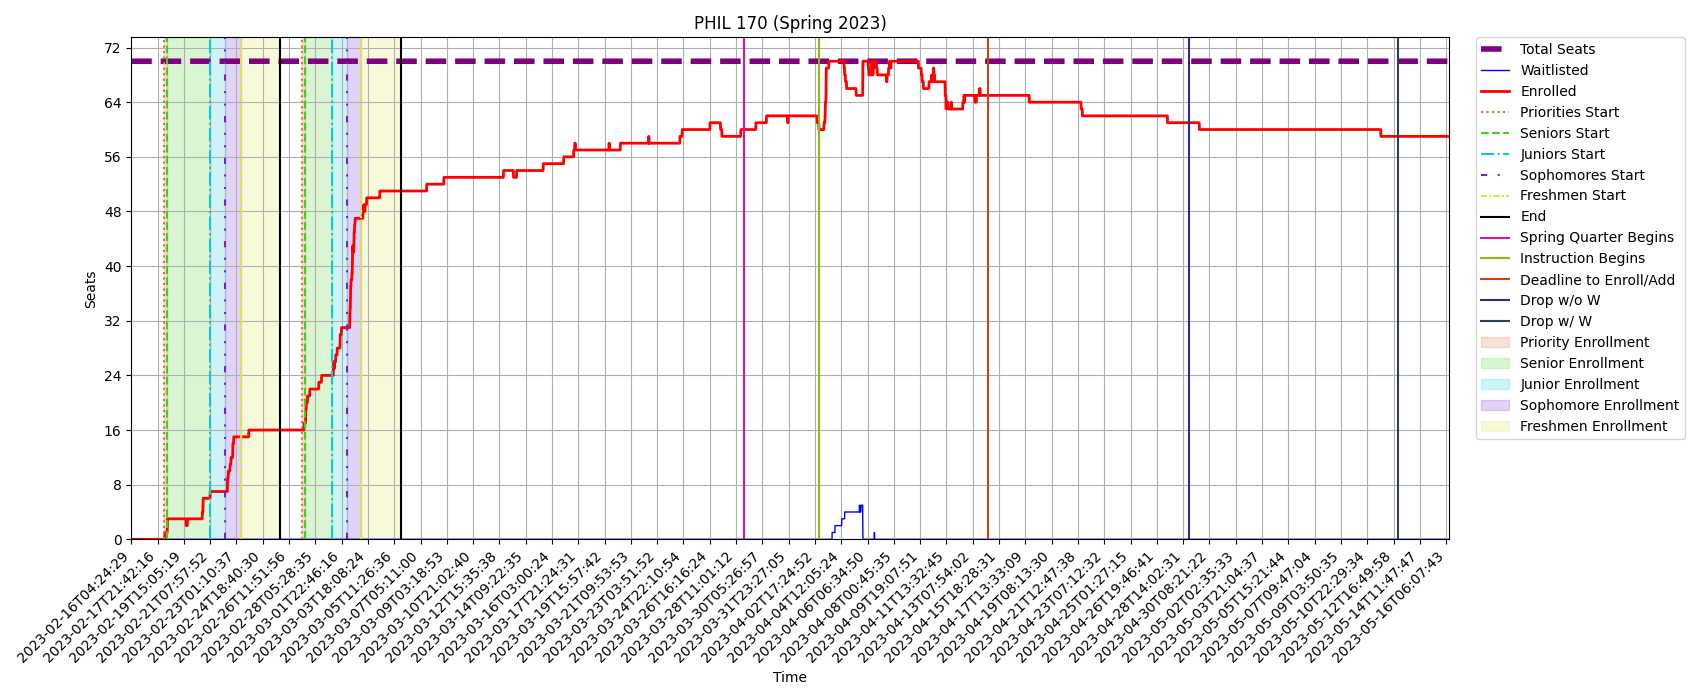 PHIL 170 (Spring 2023)
Seats
72
64
56
48
40
32
24
16
8
0
2023-02-16T04:24:29
2023-02-17T21:42:16
2023-02-19T15:05:19
2023-02-21T07:57:52
2023-02-23T01:10:37
2023-02-24T18:40:30
2023-02-26T11:51:56
2023-02-28T05:28:35
2023-03-01T22:46:16
2023-03-03T18:08:24
2023-03-05T11:26:36
2023-03-07T05:11:00
2023-03-09T03:18:53
2023-03-10T21:02:40
2023-03-12T15:35:38
2023-03-14T09:22:35
2023-03-16T03:00:24
2023-03-17T21:24:31
2023-03-19T15:57:42
2023-03-21T09:53:53
2023-03-23T03:51:52
2023-03-24T22:10:54
2023-03-26T16:16:24
2023-03-28T11:01:12
2023-03-30T05:26:57
2023-03-31T23:27:05
2023-04-02T17:24:52
2023-04-04T12:05:24
2023-04-06T06:34:50
2023-04-08T00:45:35
2023-04-09T19:07:51
2023-04-11T13:32:45
2023-04-13T07:54:02
2023-04-15T18:28:31
2023-04-17T13:33:09
2023-04-19T08:13:30
2023-04-21T12:47:38
2023-04-23T07:12:32
2023-04-25T01:27:15
2023-04-26T19:46:41
2023-04-28T14:02:31
2023-04-30T08:21:22
2023-05-02T02:35:33
2023-05-03T21:04:37
2023-05-05T15:21:44
2023-05-07T09:47:04
2023-05-09T03:50:35
2023-05-10T22:29:34
2023-05-12T16:49:58
2023-05-14T11:47:47
2023-05-16T06:07:43
Time
Total Seats
Waitlisted
Enrolled
Priorities Start
Seniors Start
Juniors Start
Sophomores Start
Freshmen Start
End
Spring Quarter Begins
Instruction Begins
Deadline to Enroll/Add
Drop w/o W
Drop w/ W
Priority Enrollment
Senior Enrollment
Junior Enrollment
Sophomore Enrollment
Freshmen Enrollment